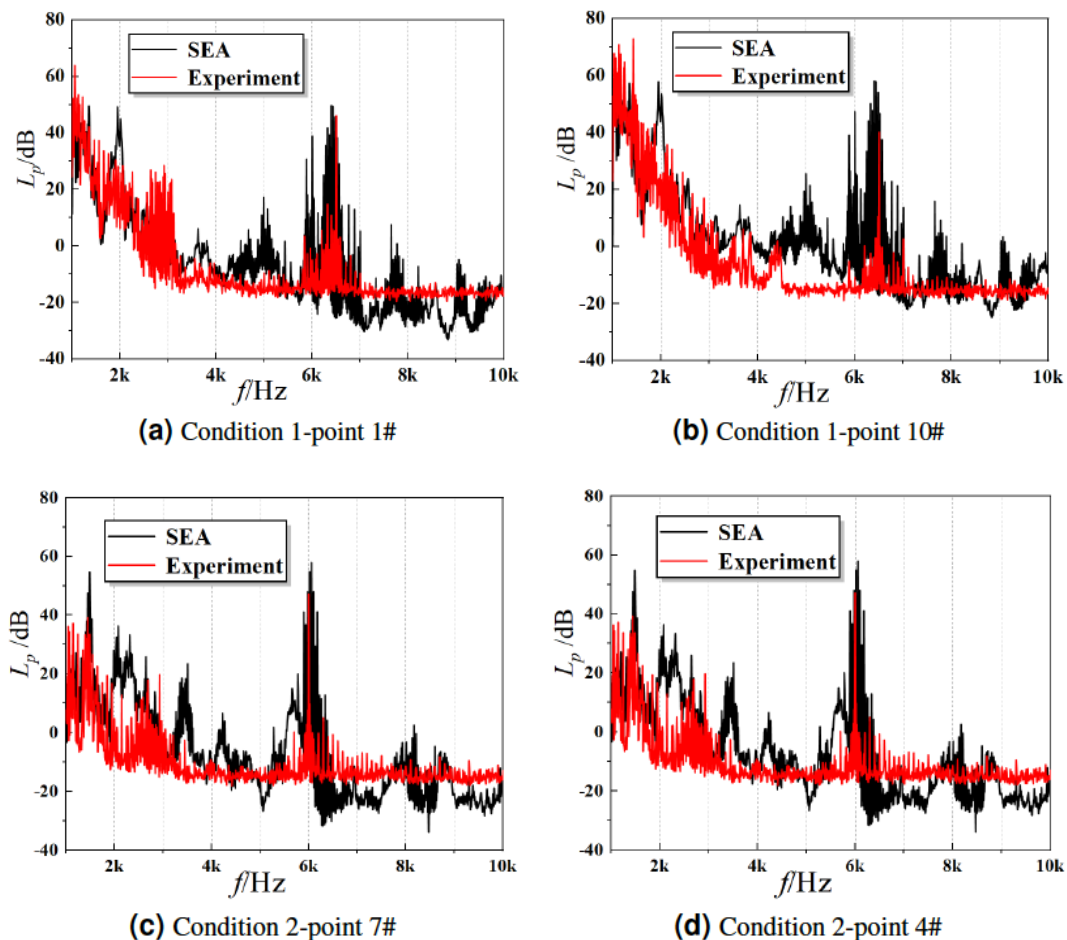 80
60
40
20
0
-20
-40
L_p/dB
SEA
Experiment
2k 4k 6k 8k 10k
f/Hz
(a) Condition 1-point 1#
80
60
40
20
0
-20
-40
L_p /dB
SEA
Experiment
2k 4k 6k 8k 10k
f/Hz
(b) Condition 1-point 10#
80
60
40
20
0
-20
-40
L_p /dB
SEA
Experiment
2k 4k 6k 8k 10k
f/Hz
(c) Condition 2-point 7#
80
60
40
20
0
-20
-40
L_p /dB
SEA
Experiment
2k 4k 6k 8k 10k
f/Hz
(d) Condition 2-point 4#